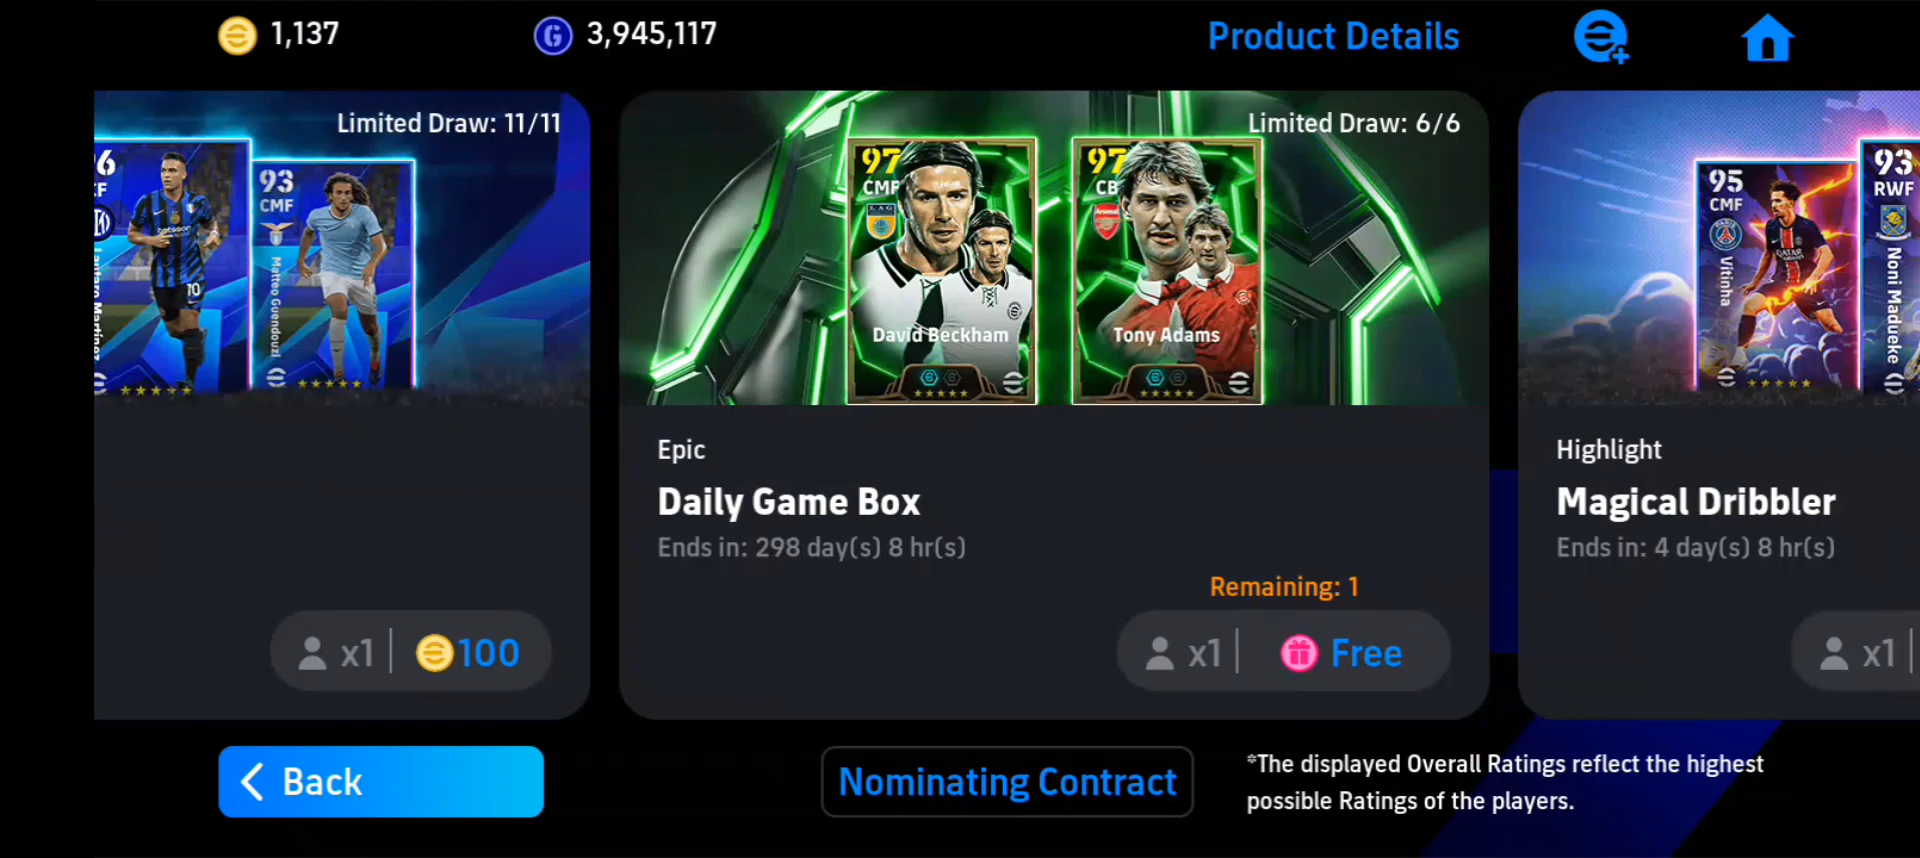 1,137
3,945,117
Product Details
Limited Draw: 11/11
Limited Draw: 6/6
93
CMF
Matteo Guendouzi
10
97
CMF
LAG
David Beckham
97
CB
Arsenal
Tony Adams
95
CMF
Vitinha
93
RWF
Noni Madueke
Epic
Daily Game Box
Ends in: 298 day(s) 8 hr(s)
Remaining: 1
Highlight
Magical Dribbler
Ends in: 4 day(s) 8 hr(s)
x1 | 100
x1 | Free
x1 |
Back
Nominating Contract
*The displayed Overall Ratings reflect the highest
possible Ratings of the players.